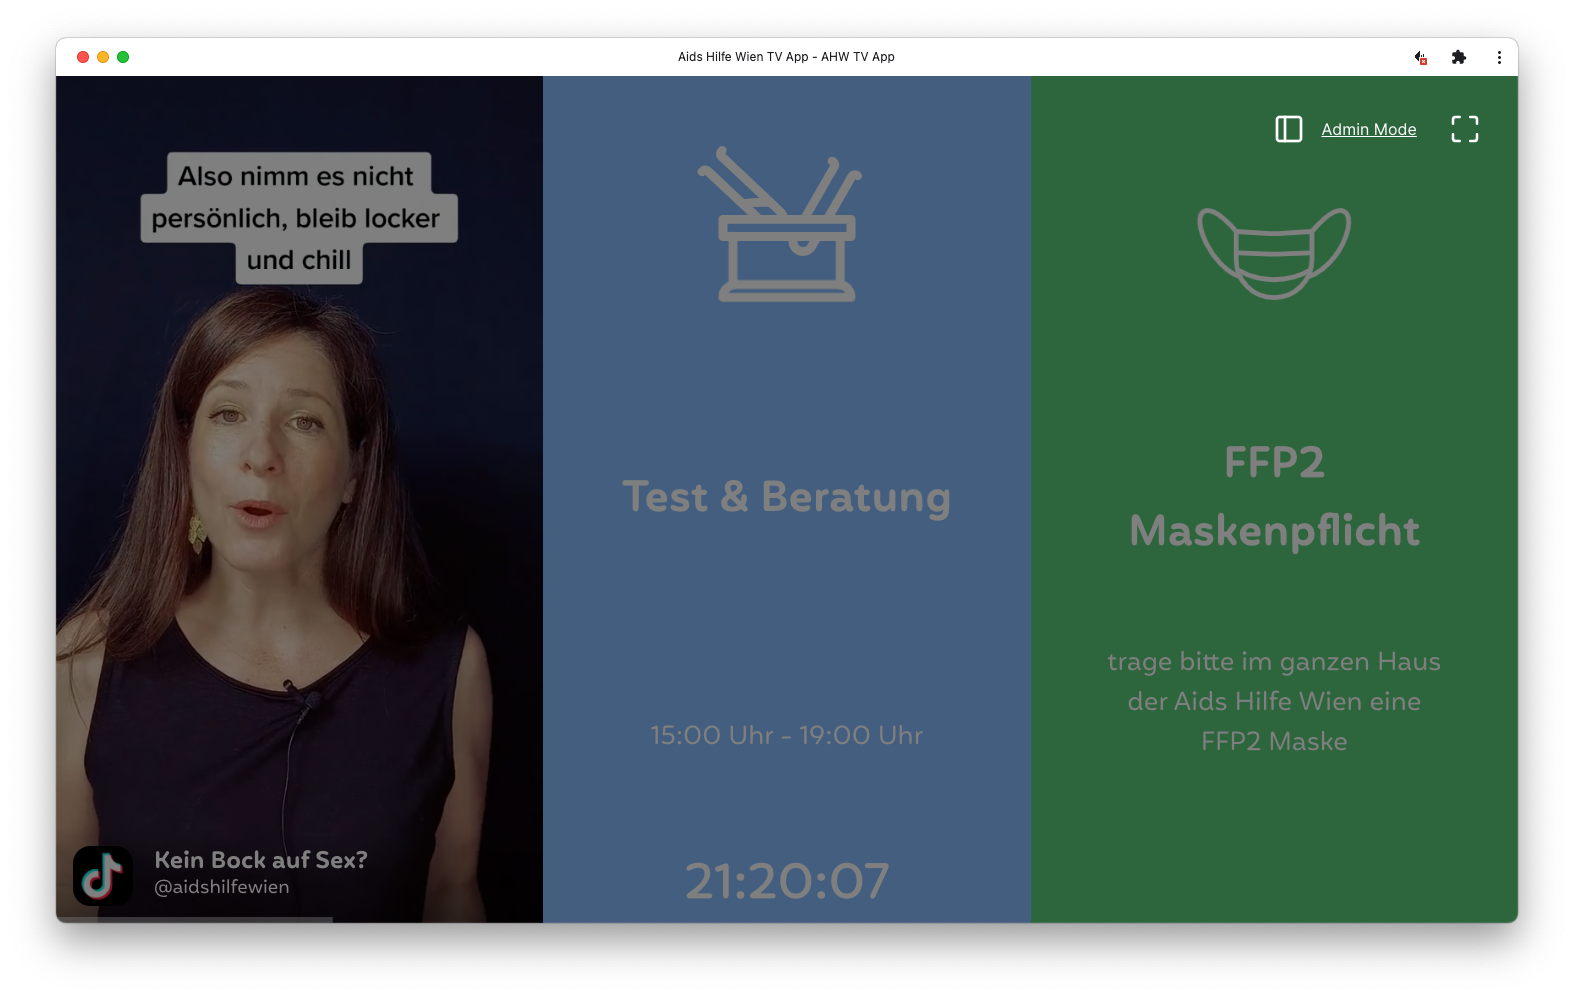 Aids Hilfe Wien TV App - AHW TV App
Also nimm es nicht
persönlich, bleib locker
und chill
Kein Bock auf Sex?
@aidshilfewien
Test & Beratung
15:00 Uhr - 19:00 Uhr
21:20:07
Admin Mode
FFP2
Maskenpflicht
trage bitte im ganzen Haus
der Aids Hilfe Wien eine
FFP2 Maske